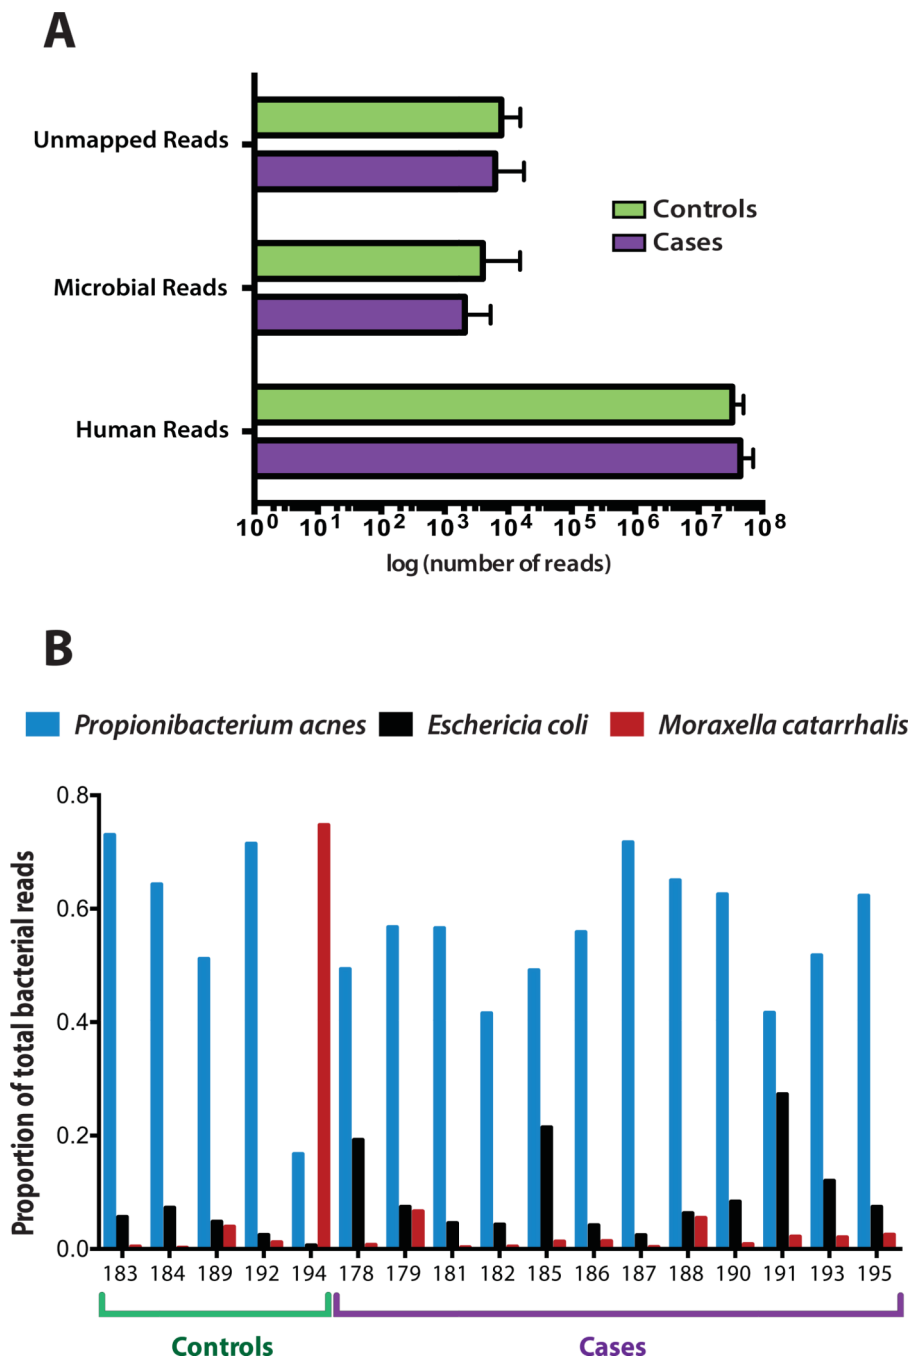 A
Unmapped Reads
Microbial Reads
Human Reads
Controls
Cases
10⁰ 10¹ 10² 10³ 10⁴ 10⁵ 10⁶ 10⁷ 10⁸
log (number of reads)
B
Propionibacterium acnes Eschericia coli Moraxella catarrhalis
Proportion of total bacterial reads
0.8
0.6
0.4
0.2
0.0
183 184 189 192 194 178 179 181 182 185 186 187 188 190 191 193 195
Controls Cases